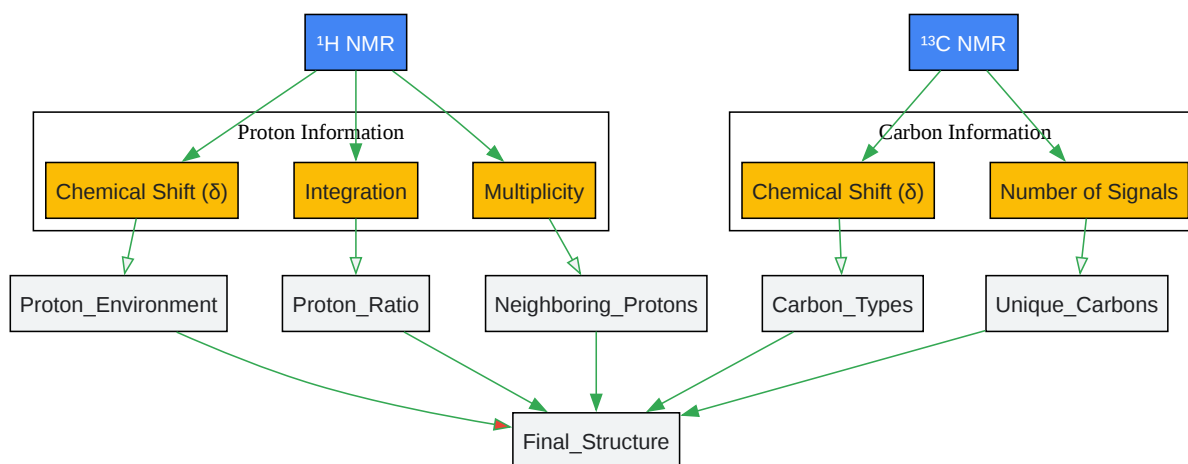 ¹H NMR
¹³C NMR
Proton Information
Carbon Information
Chemical Shift (δ)
Integration
Multiplicity
Chemical Shift (δ)
Number of Signals
Proton_Environment
Proton_Ratio
Neighboring_Protons
Carbon_Types
Unique_Carbons
Final_Structure